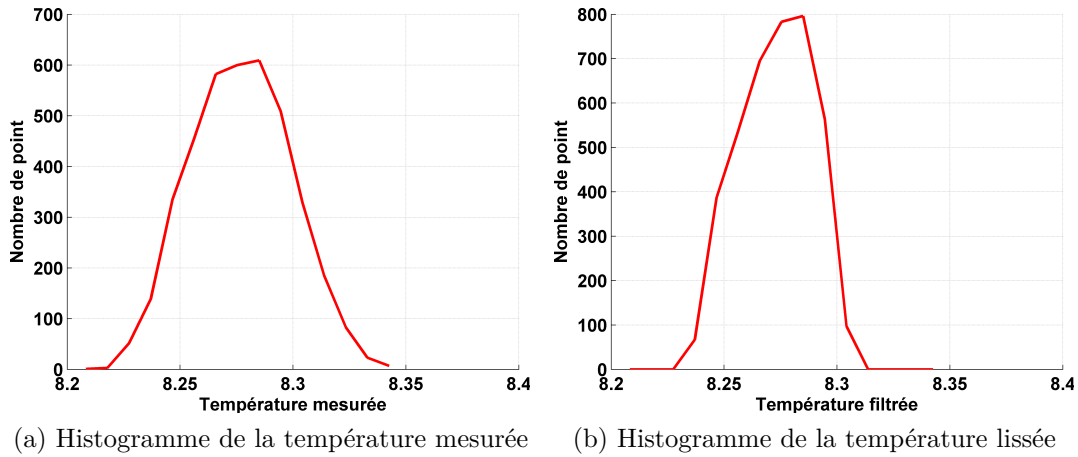 700
600
500
400
300
200
100
0
8.2 8.25 8.3 8.35 8.4
Nombre de point
Température mesurée
(a) Histogramme de la température mesurée
800
700
600
500
400
300
200
100
0
8.2 8.25 8.3 8.35 8.4
Nombre de point
Température filtrée
(b) Histogramme de la température lissée